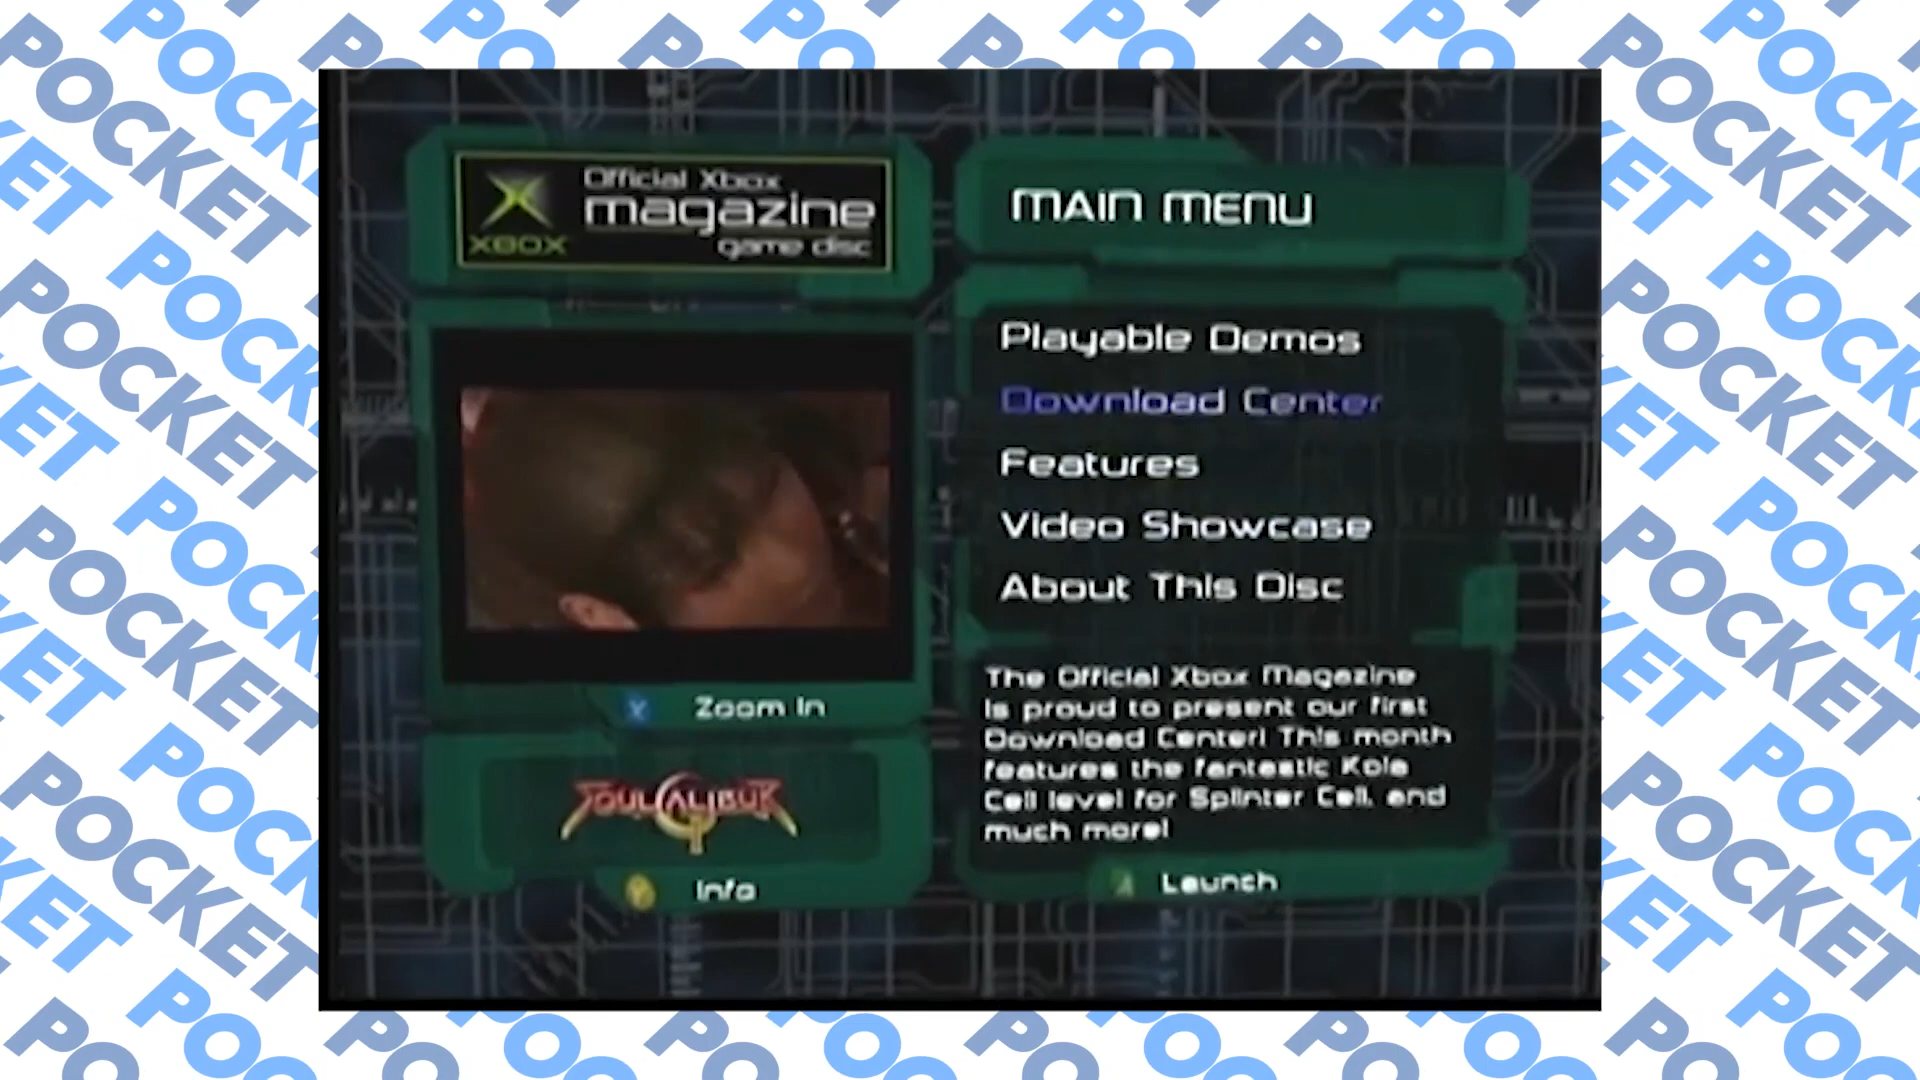 Official Xbox
magazine
game disc
XBOX
MAIN MENU
Playable Demos
Download Center
Features
Video Showcase
About This Disc
Zoom In
The Official Xbox Magazine
is proud to present our first
Download Center! This month
features the fantastic Kola
Cell level for Splinter Cell, and
much more!
SOULCALIBUR
II
Y
Info
A
Launch
X
POCKET